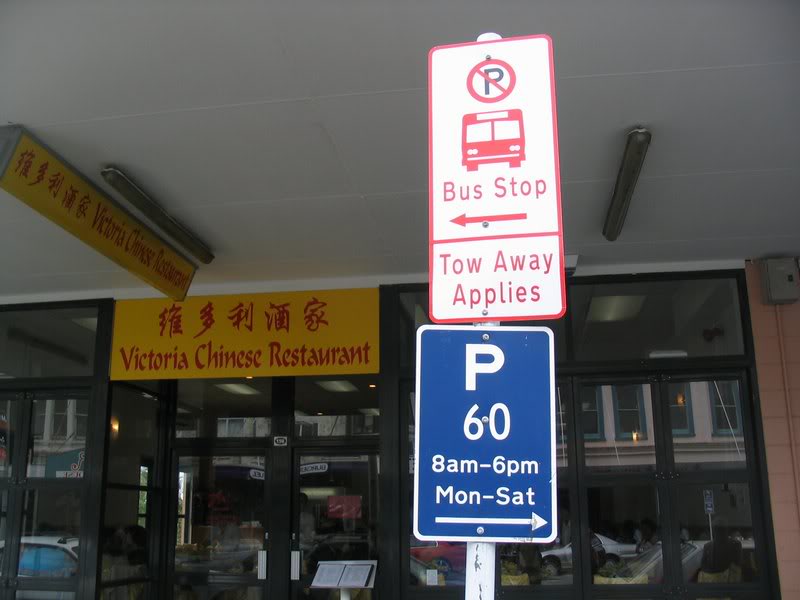 P
Bus Stop
Tow Away
Applies
P
60
8am-6pm
Mon-Sat
维多利酒家 Victoria Chinese Restaurant
维多利酒家
Victoria Chinese Restaurant